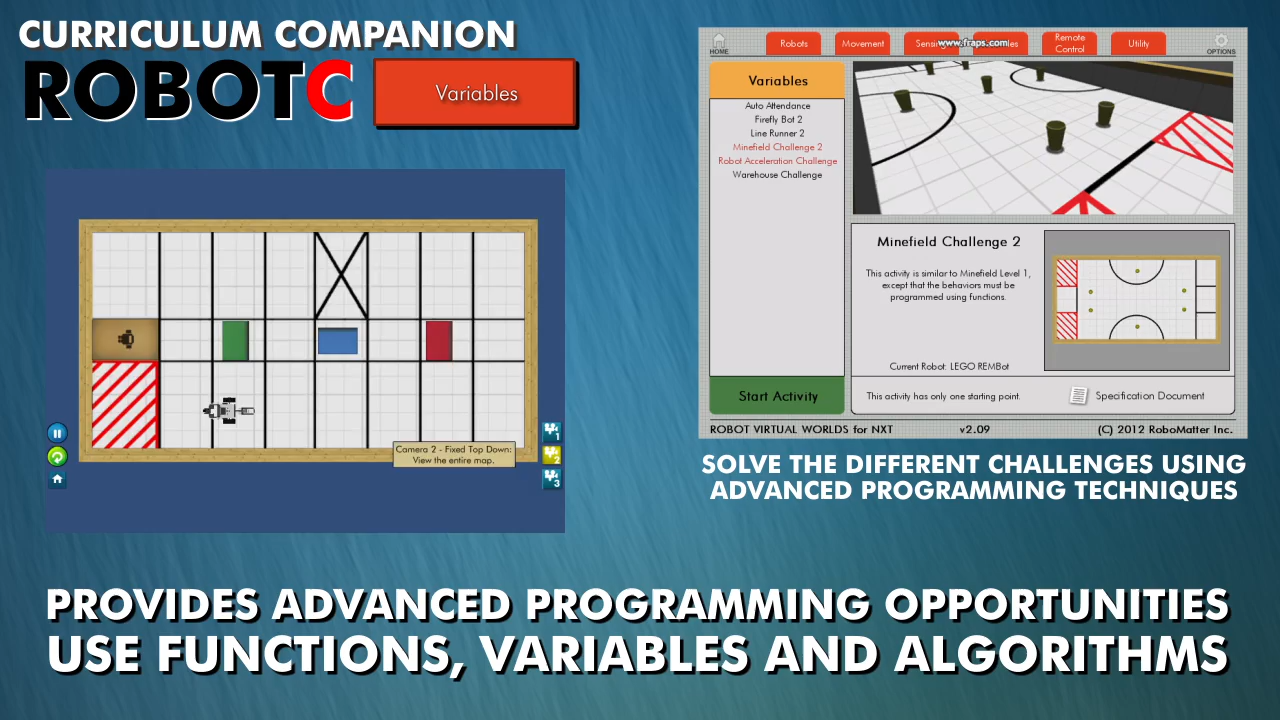 CURRICULUM COMPANION
ROBOTC
Variables
Camera 2 - Fixed Top Down:
View the entire map.
1
2
3
HOME
Robots
Movement
Sensing
www.fraps.com
Remote
Control
Utility
OPTIONS
Variables
Auto Attendance
Firefly Bot 2
Line Runner 2
Minefield Challenge 2
Robot Acceleration Challenge
Warehouse Challenge
Start Activity
Minefield Challenge 2
This activity is similar to Minefield Level 1,
except that the behaviors must be
programmed using functions.
Current Robot: LEGO REMBot
This activity has only one starting point.
Specification Document
ROBOT VIRTUAL WORLDS for NXT
v2.09
(C) 2012 RoboMatter Inc.
SOLVE THE DIFFERENT CHALLENGES USING
ADVANCED PROGRAMMING TECHNIQUES
PROVIDES ADVANCED PROGRAMMING OPPORTUNITIES
USE FUNCTIONS, VARIABLES AND ALGORITHMS